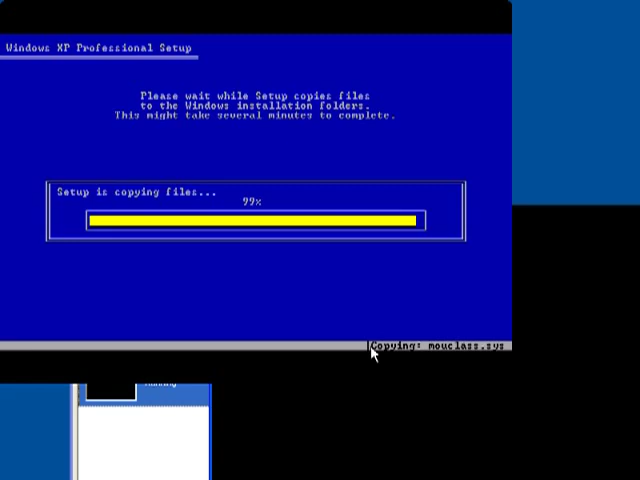 Windows XP Professional Setup
Please wait while Setup copies files
to the Windows installation folders.
This might take several minutes to complete.
Setup is copying files...
99%
Copying: mouclass.sys